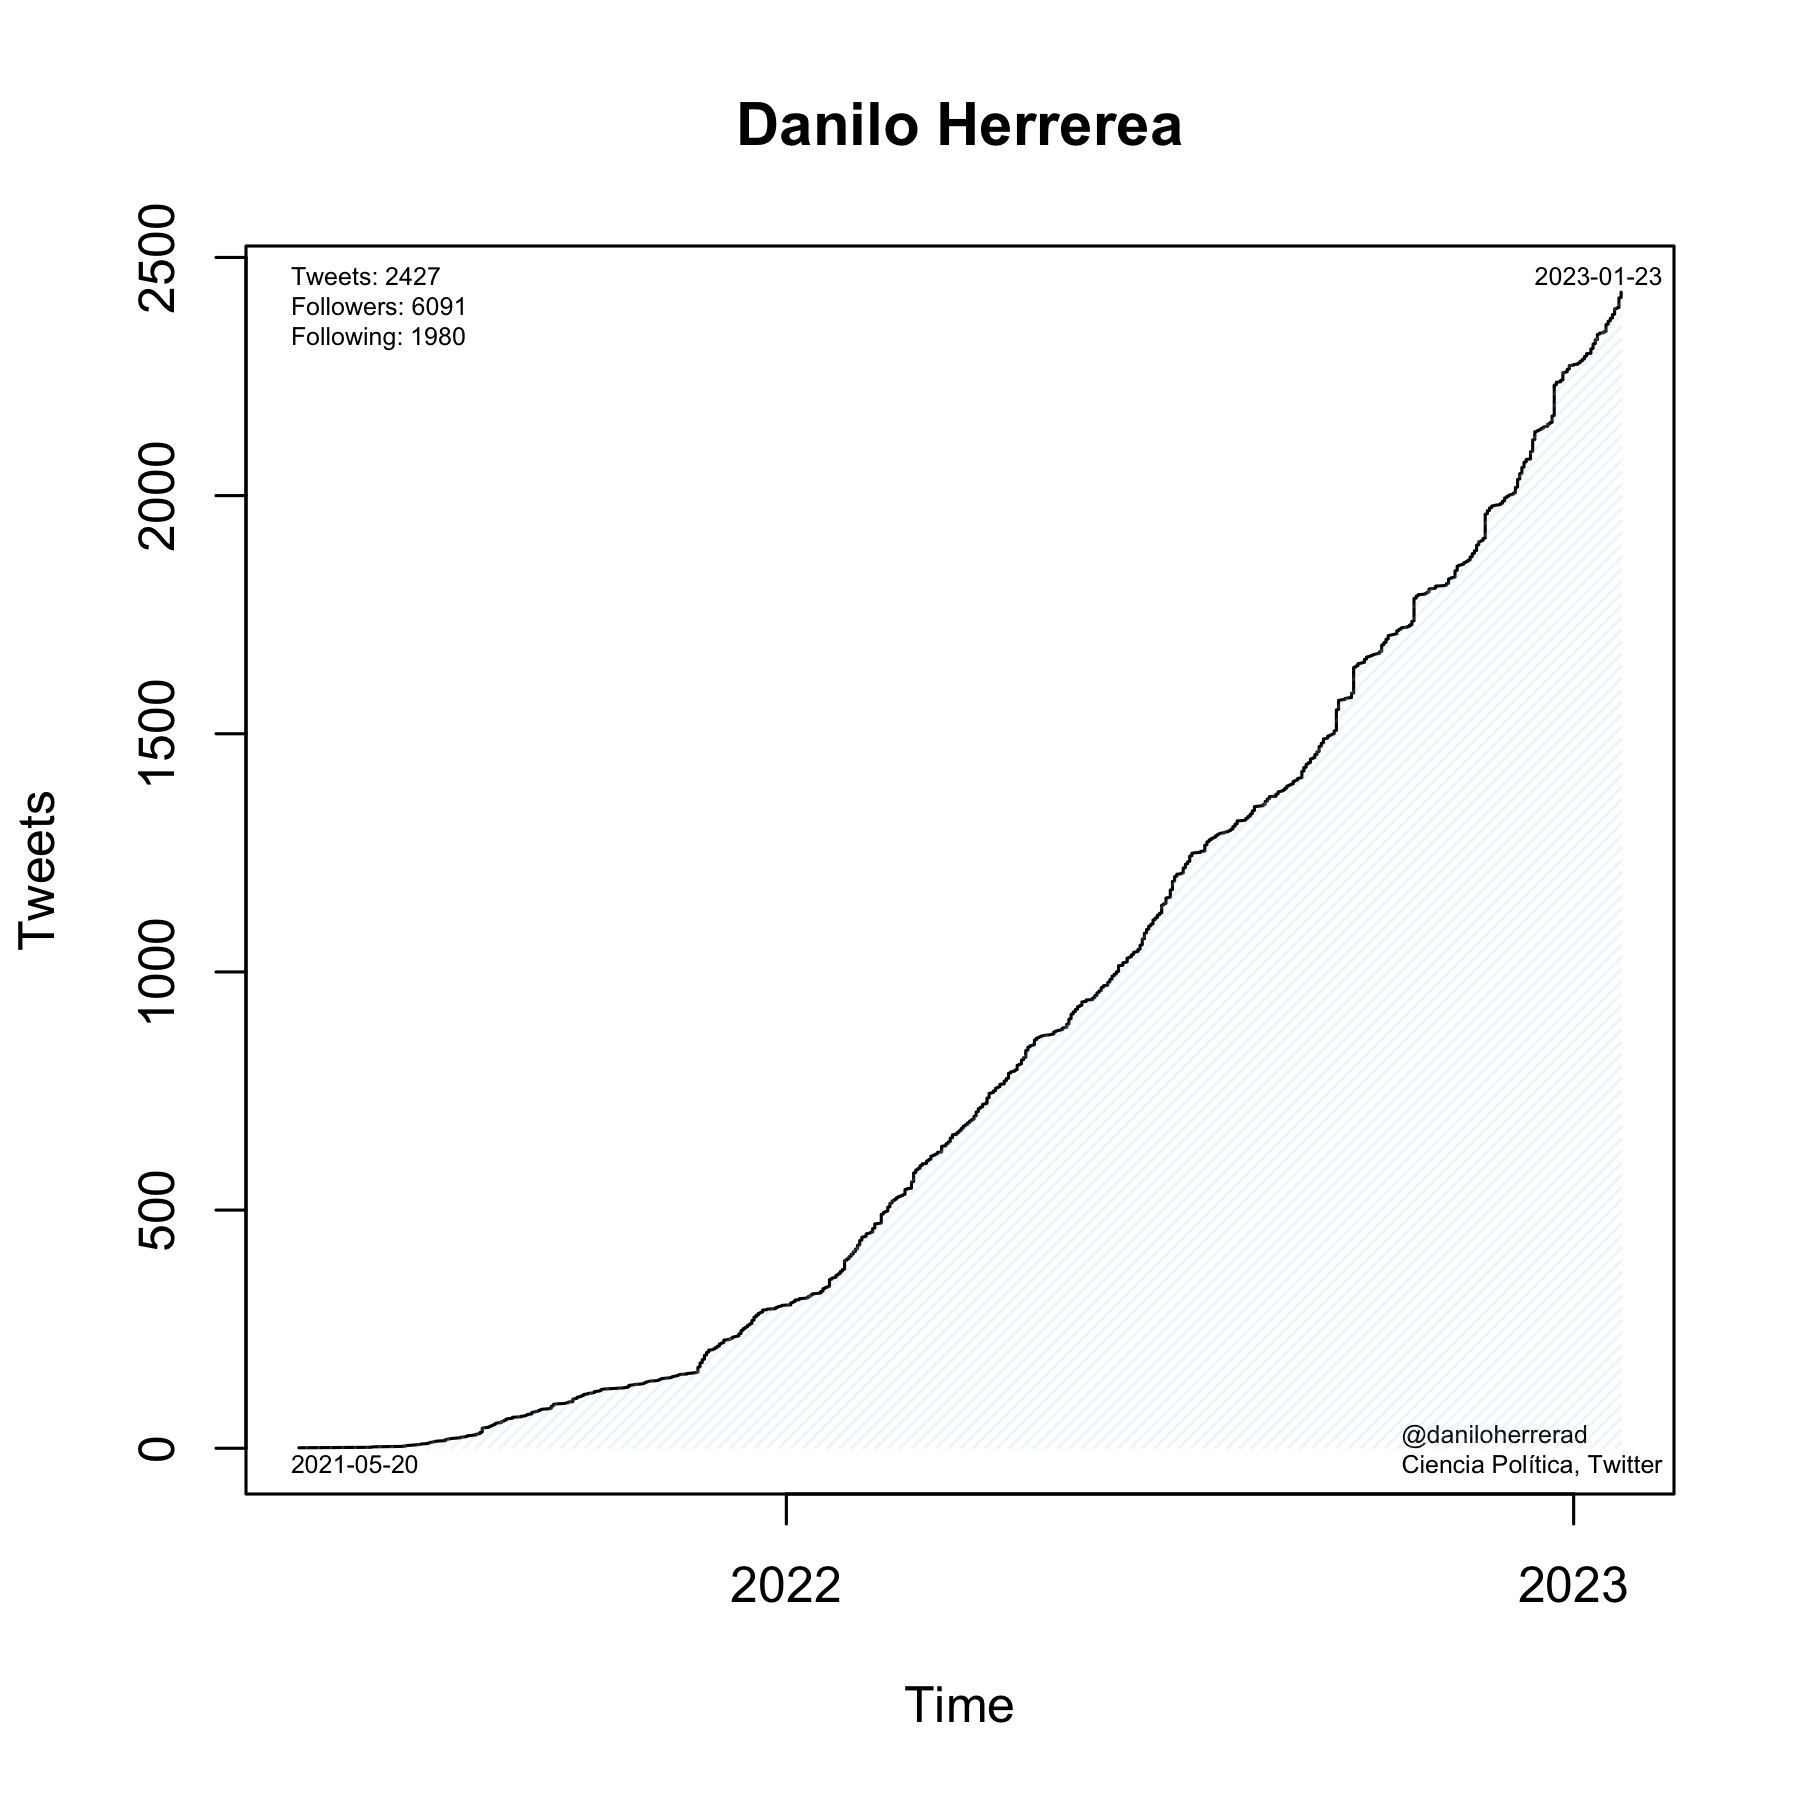 Danilo Herrerea
Tweets: 2427
Followers: 6091
Following: 1980
2023-01-23
2500
2000
1500
1000
500
0
Tweets
2021-05-20
@daniloherrerad
Ciencia Política, Twitter
2022
2023
Time